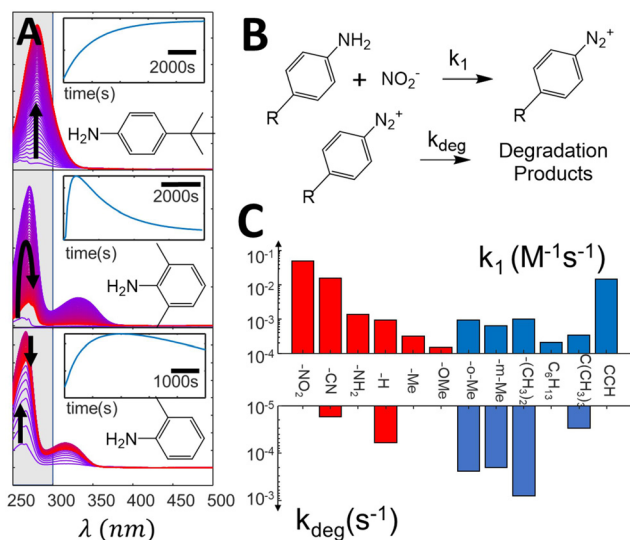 A
2000s
time(s)
H₂N
2000s
time(s)
H₂N
1000s
time(s)
H₂N
250 300 400 500
λ (nm)
B
NH₂
N₂⁺
+ NO₂⁻
k₁
R
R
N₂⁺
k_deg
Degradation
Products
R
C
k₁ (M⁻¹s⁻¹)
10⁻¹
10⁻²
10⁻³
10⁻⁴
-NO₂
-CN
-NH₂
-H
-Me
-OMe
-o-Me
-m-Me
-(CH₃)₂
C₆H₁₃
C(CH₃)₃
CCH
10⁻⁵
10⁻⁴
10⁻³
k_deg(s⁻¹)